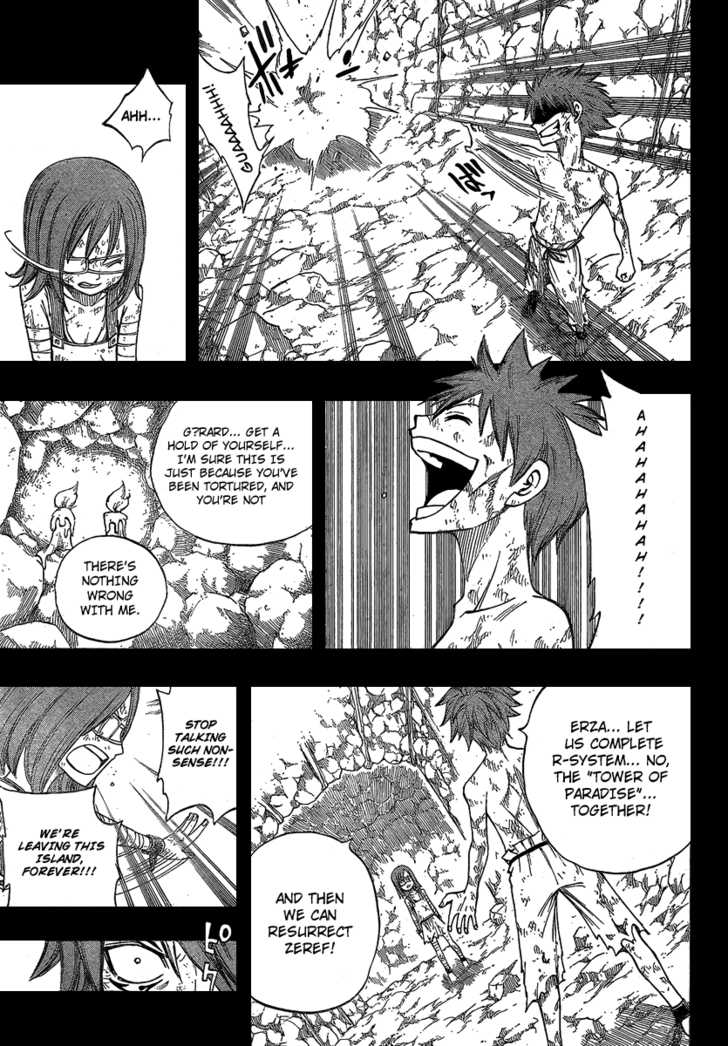 GUAAAAHHH!
AHH...
AHAHAHAHAH!!!!
G?RARD... GET A
HOLD OF YOURSELF...
I'M SURE THIS IS
JUST BECAUSE YOU'VE
BEEN TORTURED, AND
YOU'RE NOT
THERE'S
NOTHING
WRONG
WITH ME.
ERZA... LET
US COMPLETE
R-SYSTEM... NO,
THE "TOWER OF
PARADISE"...
TOGETHER!
AND THEN
WE CAN
RESURRECT
ZEREF!
STOP
TALKING
SUCH NON-
SENSE!!!
WE'RE
LEAVING THIS
ISLAND,
FOREVER!!!